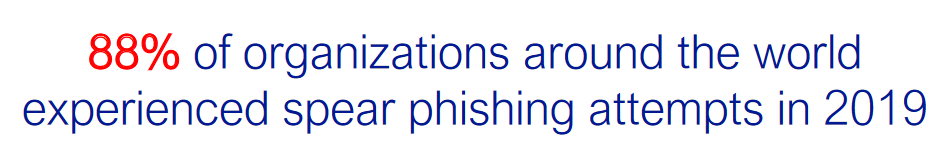 88% of organizations around the world
experienced spear phishing attempts in 2019